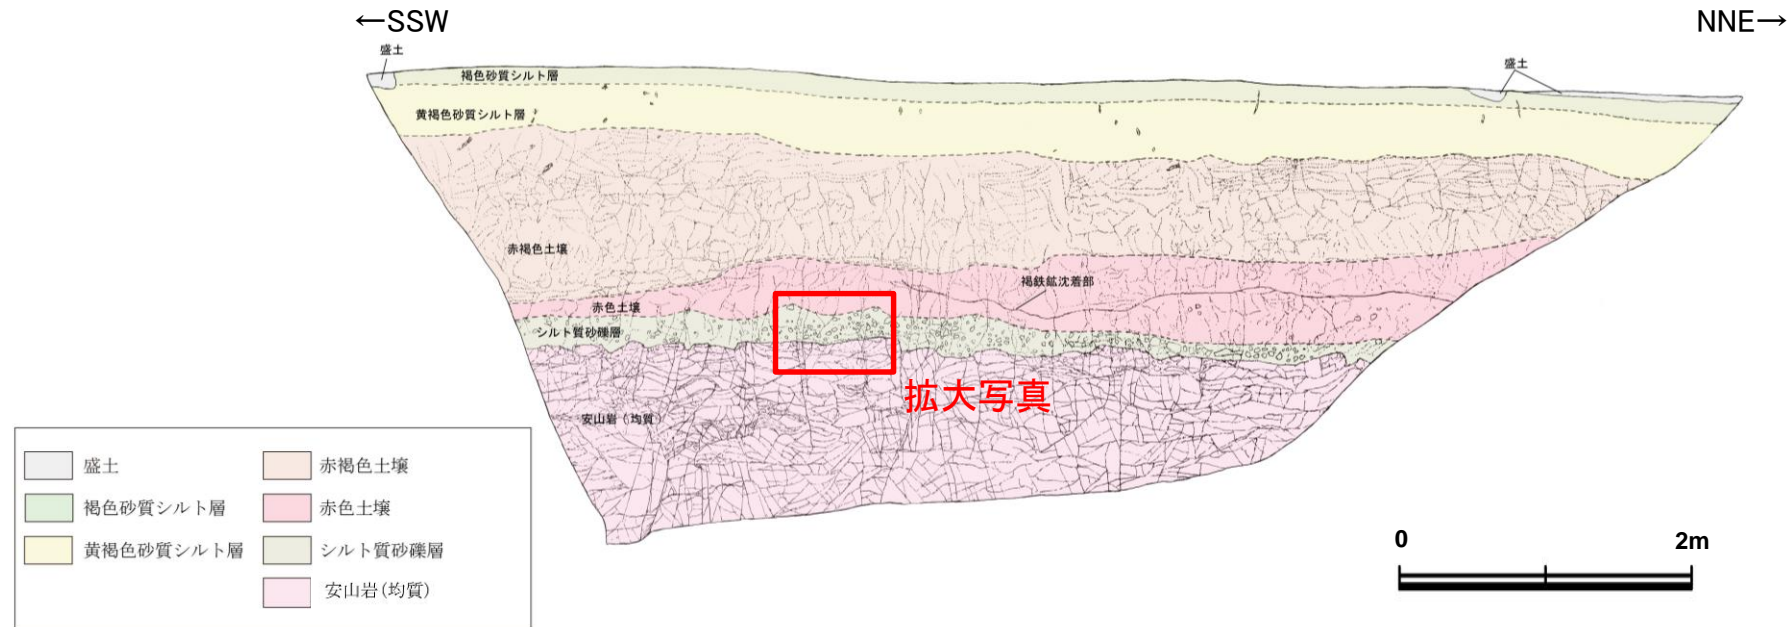 ←SSW
NNE→
盛土
盛土
褐色砂質シルト層
黄褐色砂質シルト層
赤褐色土壌
褐鉄鉱沈着部
赤色土壌
シルト質砂礫層
拡大写真
安山岩(均質)
盛土
赤褐色土壌
褐色砂質シルト層
赤色土壌
黄褐色砂質シルト層
シルト質砂礫層
安山岩(均質)
0
2m